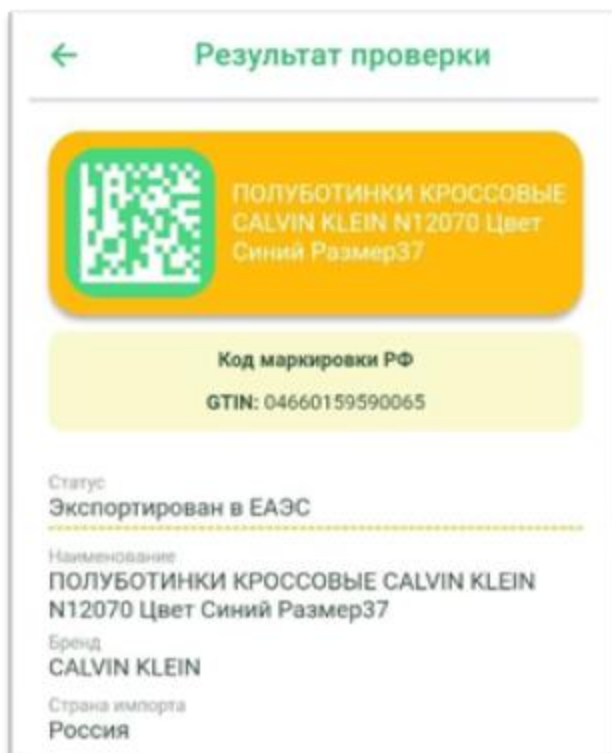 Результат проверки
ПОЛУБОТИНКИ КРОССОВЫЕ
CALVIN KLEIN N12070 Цвет
Синий Размер37
Код маркировки РФ
GTIN: 04660159590065
Статус
Экспортирован в ЕАЭС
Наименование
ПОЛУБОТИНКИ КРОССОВЫЕ CALVIN KLEIN
N12070 Цвет Синий Размер37
Бренд
CALVIN KLEIN
Страна импорта
Россия